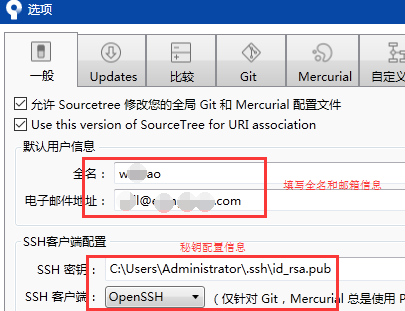 选项
一般
Updates
比较
Git
Mercurial
自定义
允许 Sourcetree 修改您的全局 Git 和 Mercurial 配置文件
Use this version of SourceTree for URI association
默认用户信息
全名：
填写全名和邮箱信息
电子邮件地址： .com
SSH客户端配置
秘钥配置信息
SSH 密钥： C:\Users\Administrator\.ssh\id_rsa.pub
SSH 客户端： OpenSSH （仅针对 Git，Mercurial 总是使用 P